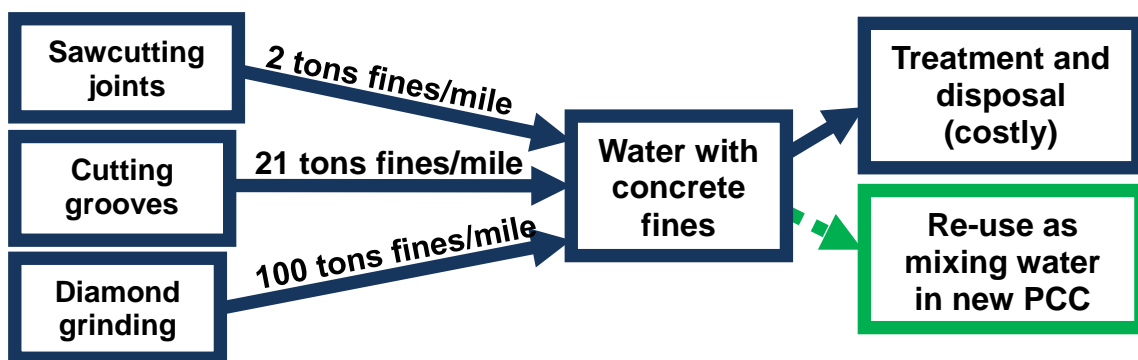 Sawcutting
joints
2 tons fines/mile
Cutting
grooves
21 tons fines/mile
Diamond
grinding
100 tons fines/mile
Water with
concrete
fines
Treatment and
disposal
(costly)
Re-use as
mixing water
in new PCC